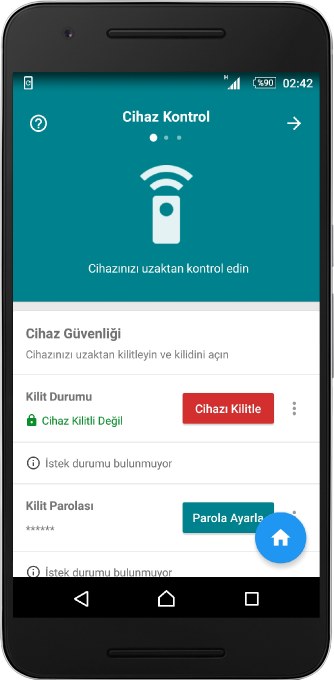 H
%90
02:42
Cihaz Kontrol
Cihazınızı uzaktan kontrol edin
Cihaz Güvenliği
Cihazınızı uzaktan kilitleyin ve kilidini açın
Kilit Durumu
Cihaz Kilitli Değil
Cihazı Kilitle
İstek durumu bulunmuyor
Kilit Parolası
******
Parola Ayarla
İstek durumu bulunmuyor